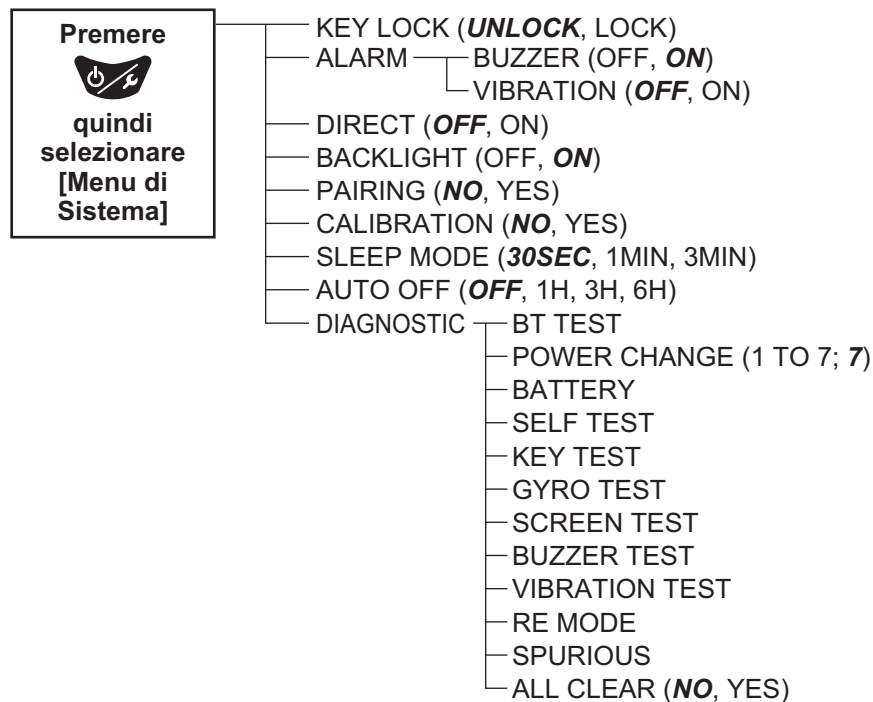 Premere
quindi
selezionare
[Menu di
Sistema]
KEY LOCK (UNLOCK, LOCK)
ALARM
BUZZER (OFF, ON)
VIBRATION (OFF, ON)
DIRECT (OFF, ON)
BACKLIGHT (OFF, ON)
PAIRING (NO, YES)
CALIBRATION (NO, YES)
SLEEP MODE (30SEC, 1MIN, 3MIN)
AUTO OFF (OFF, 1H, 3H, 6H)
DIAGNOSTIC
BT TEST
POWER CHANGE (1 TO 7; 7)
BATTERY
SELF TEST
KEY TEST
GYRO TEST
SCREEN TEST
BUZZER TEST
VIBRATION TEST
RE MODE
SPURIOUS
ALL CLEAR (NO, YES)